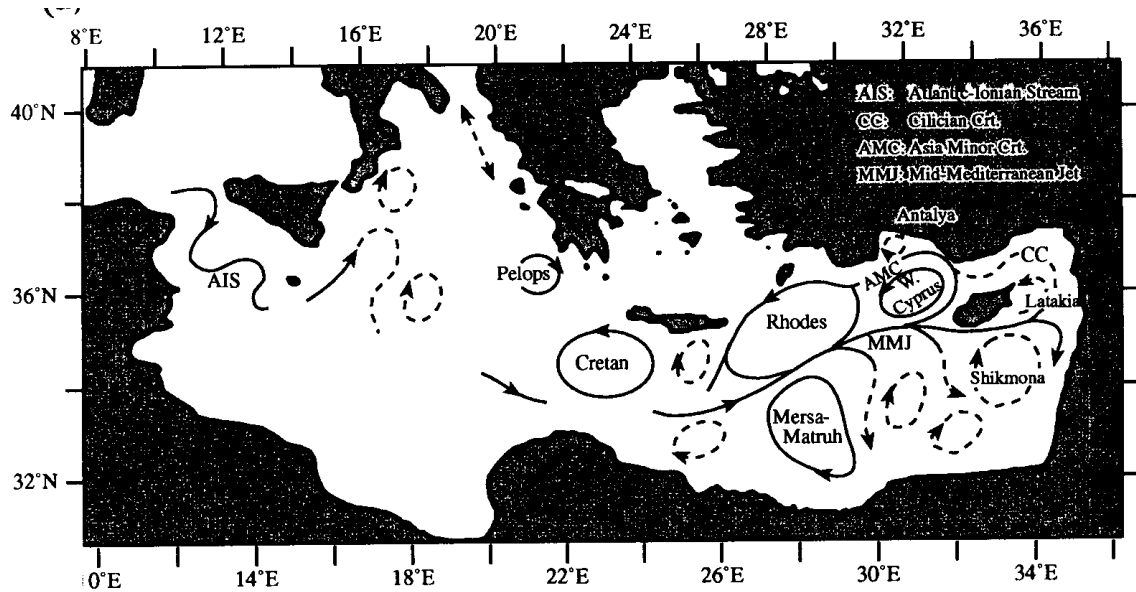 8°E 12°E 16°E 20°E 24°E 28°E 32°E 36°E
40°N
AIS: Atlantic-Ionian Stream
CC: Cilician Crt.
AMC: Asia Minor Crt.
MMJ: Mid-Mediterranean Jet
Antalya
CC
AIS
Pelops
AMC
W.
Cyprus
36°N
Latakia
Rhodes
MMJ
Cretan
Shikmona
Mersa-
Matruh
32°N
0°E 14°E 18°E 22°E 26°E 30°E 34°E